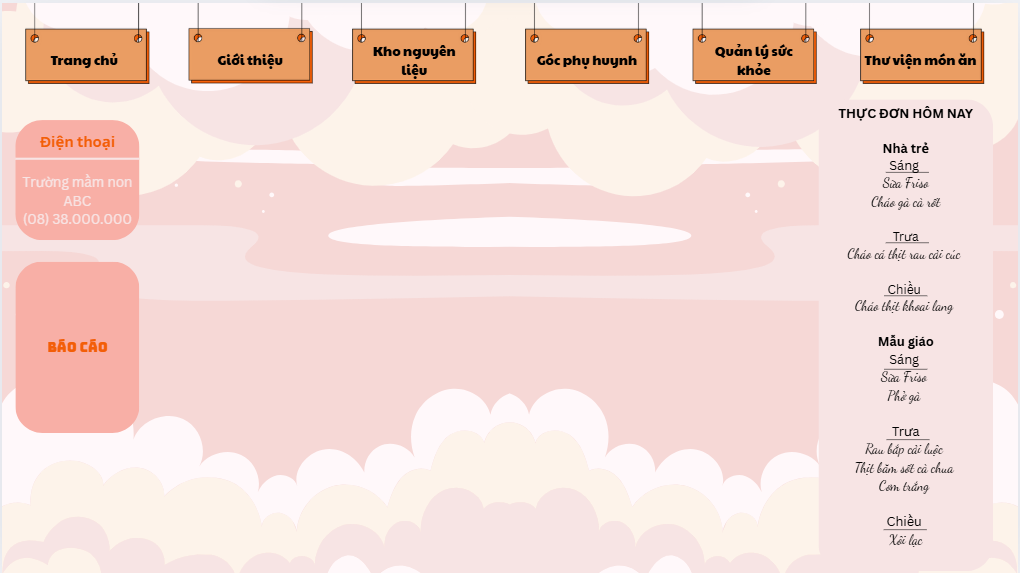 Trang chủ
Giới thiệu
Kho nguyên
liệu
Góc phụ huynh
Quản lý sức
khỏe
Thư viện món ăn
Điện thoại
Trường mầm non
ABC
(08) 38.000.000
BÁO CÁO
THỰC ĐƠN HÔM NAY
Nhà trẻ
Sáng
Sữa Friso
Cháo gà cà rốt
Trưa
Cháo cá thịt rau cải cúc
Chiều
Cháo thịt khoai lang
Mẫu giáo
Sáng
Sữa Friso
Phở gà
Trưa
Rau bắp cải luộc
Thịt băm sốt cà chua
Cơm trắng
Chiều
Xôi lạc